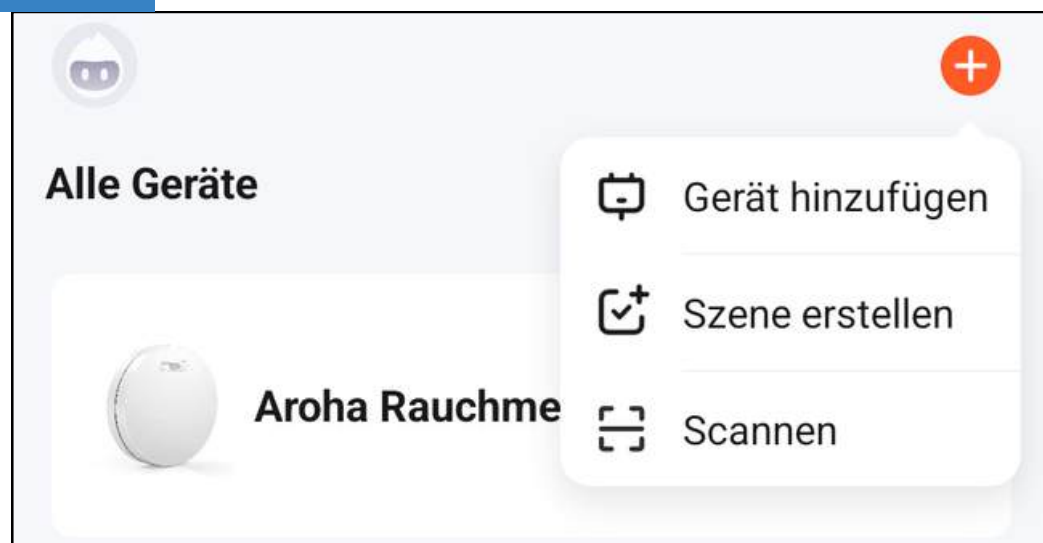 Alle Geräte
Gerät hinzufügen
Szene erstellen
Aroha Rauchme
Scannen